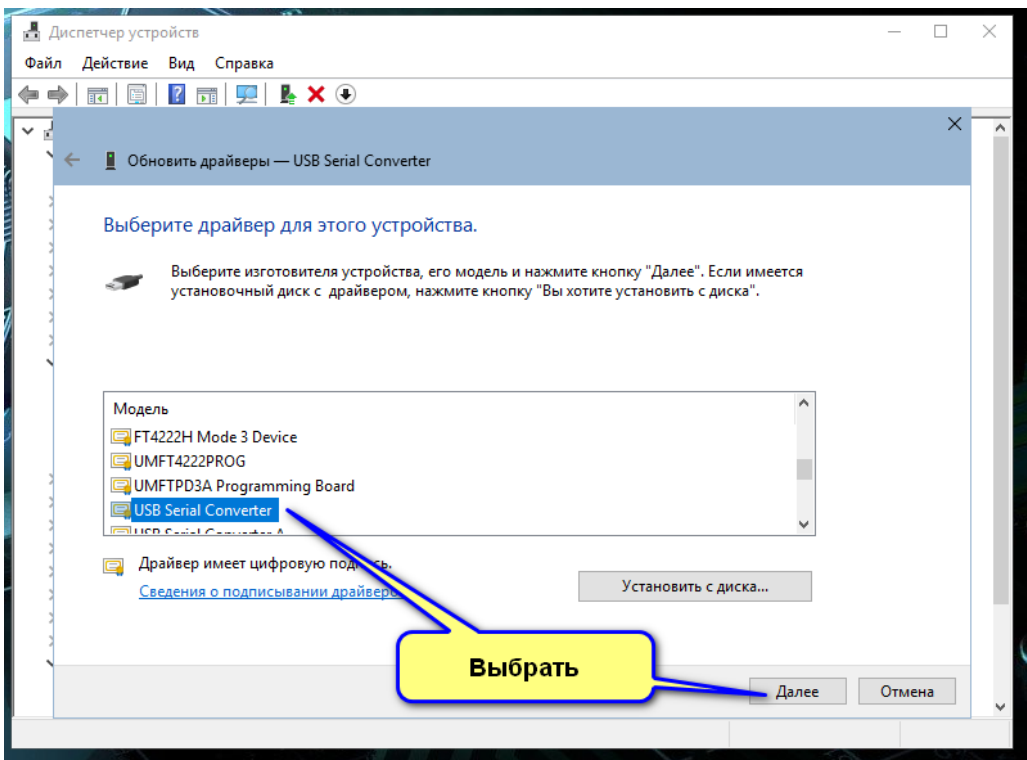 Диспетчер устройств
Файл Действие Вид Справка
Обновить драйверы — USB Serial Converter
Выберите драйвер для этого устройства.
Выберите изготовителя устройства, его модель и нажмите кнопку "Далее". Если имеется
установочный диск с драйвером, нажмите кнопку "Вы хотите установить с диска".
Модель
FT4222H Mode 3 Device
UMFT4222PROG
UMFTPD3A Programming Board
USB Serial Converter
USB Serial Converter A
Драйвер имеет цифровую
Установить с диска...
Сведения о подписывании
Выбрать
Далее Отмена